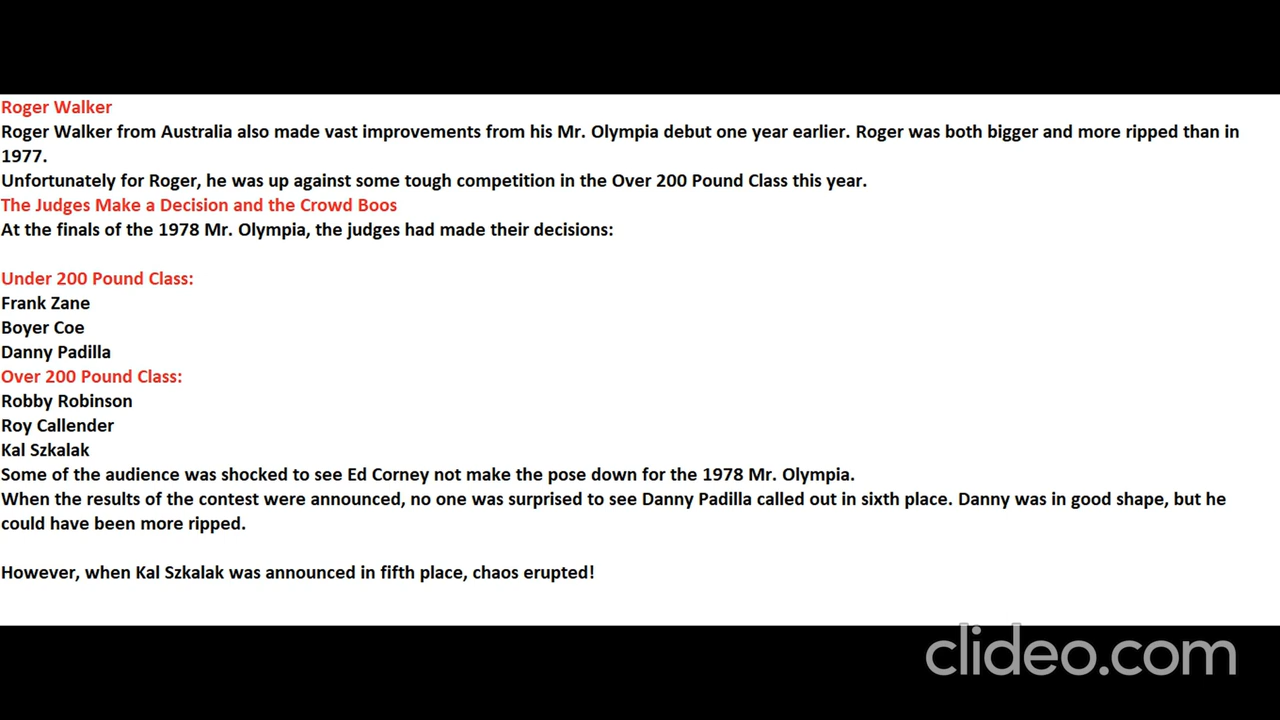 Roger Walker
Roger Walker from Australia also made vast improvements from his Mr. Olympia debut one year earlier. Roger was both bigger and more ripped than in
1977.
Unfortunately for Roger, he was up against some tough competition in the Over 200 Pound Class this year.
The Judges Make a Decision and the Crowd Boos
At the finals of the 1978 Mr. Olympia, the judges had made their decisions:
Under 200 Pound Class:
Frank Zane
Boyer Coe
Danny Padilla
Over 200 Pound Class:
Robby Robinson
Roy Callender
Kal Szkalak
Some of the audience was shocked to see Ed Corney not make the pose down for the 1978 Mr. Olympia.
When the results of the contest were announced, no one was surprised to see Danny Padilla called out in sixth place. Danny was in good shape, but he
could have been more ripped.
However, when Kal Szkalak was announced in fifth place, chaos erupted!
clideo.com